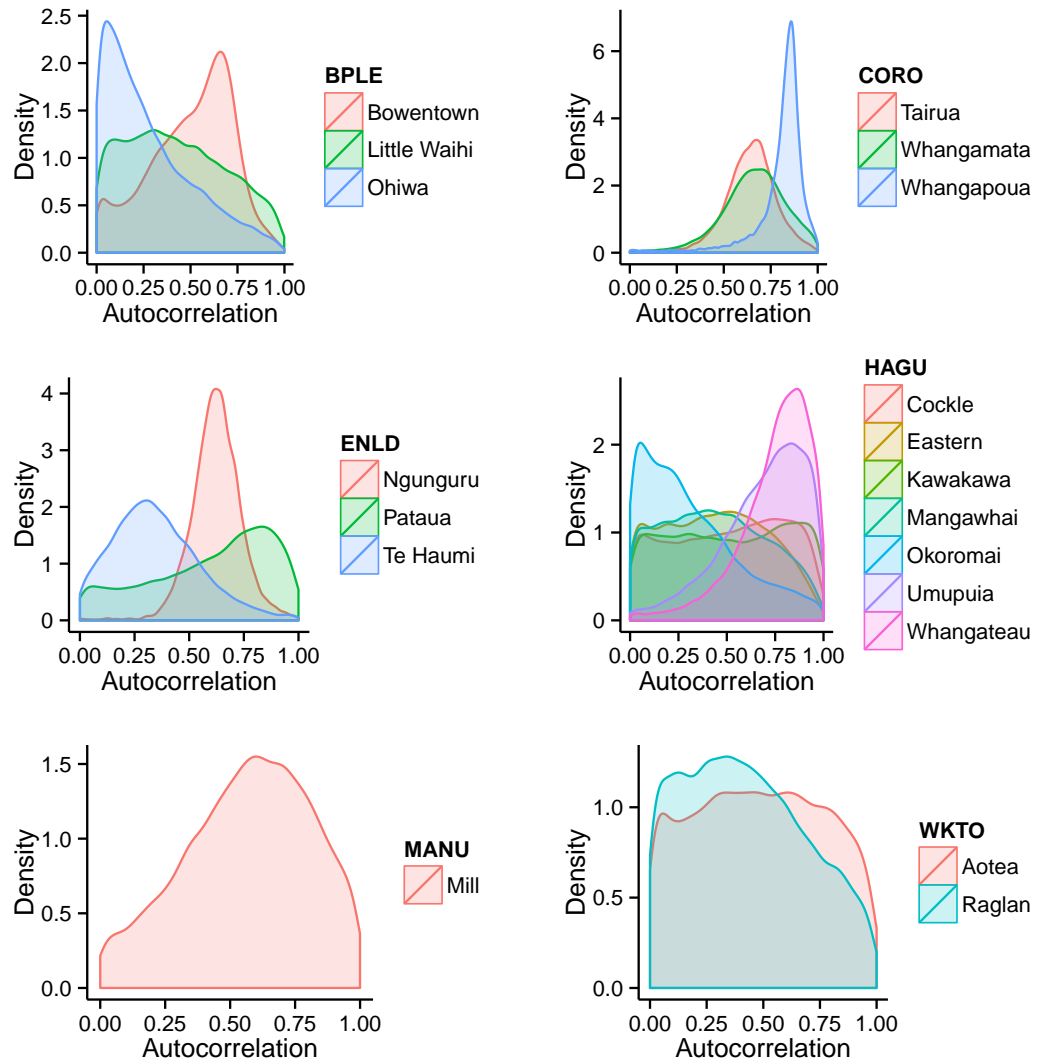 2.5
2.0
1.5
1.0
0.5
0.0
Density
0.00 0.25 0.50 0.75 1.00
Autocorrelation
BPLE
Bowentown
Little Waihi
Ohiwa
6
4
2
0
Density
0.00 0.25 0.50 0.75 1.00
Autocorrelation
CORO
Tairua
Whangamata
Whangapoua
4
3
2
1
0
Density
0.00 0.25 0.50 0.75 1.00
Autocorrelation
ENLD
Ngunguru
Pataua
Te Haumi
2
1
0
Density
0.00 0.25 0.50 0.75 1.00
Autocorrelation
HAGU
Cockle
Eastern
Kawakawa
Mangawhai
Okoromai
Umupuia
Whangateau
1.5
1.0
0.5
0.0
Density
0.00 0.25 0.50 0.75 1.00
Autocorrelation
MANU
Mill
1.0
0.5
0.0
Density
0.00 0.25 0.50 0.75 1.00
Autocorrelation
WKTO
Aotea
Raglan